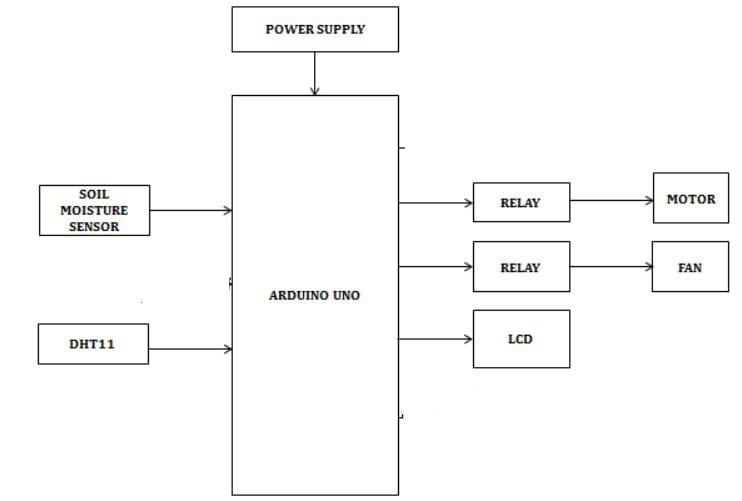 POWER SUPPLY
SOIL
MOISTURE
SENSOR
DHT11
ARDUINO UNO
RELAY
MOTOR
RELAY
FAN
LCD